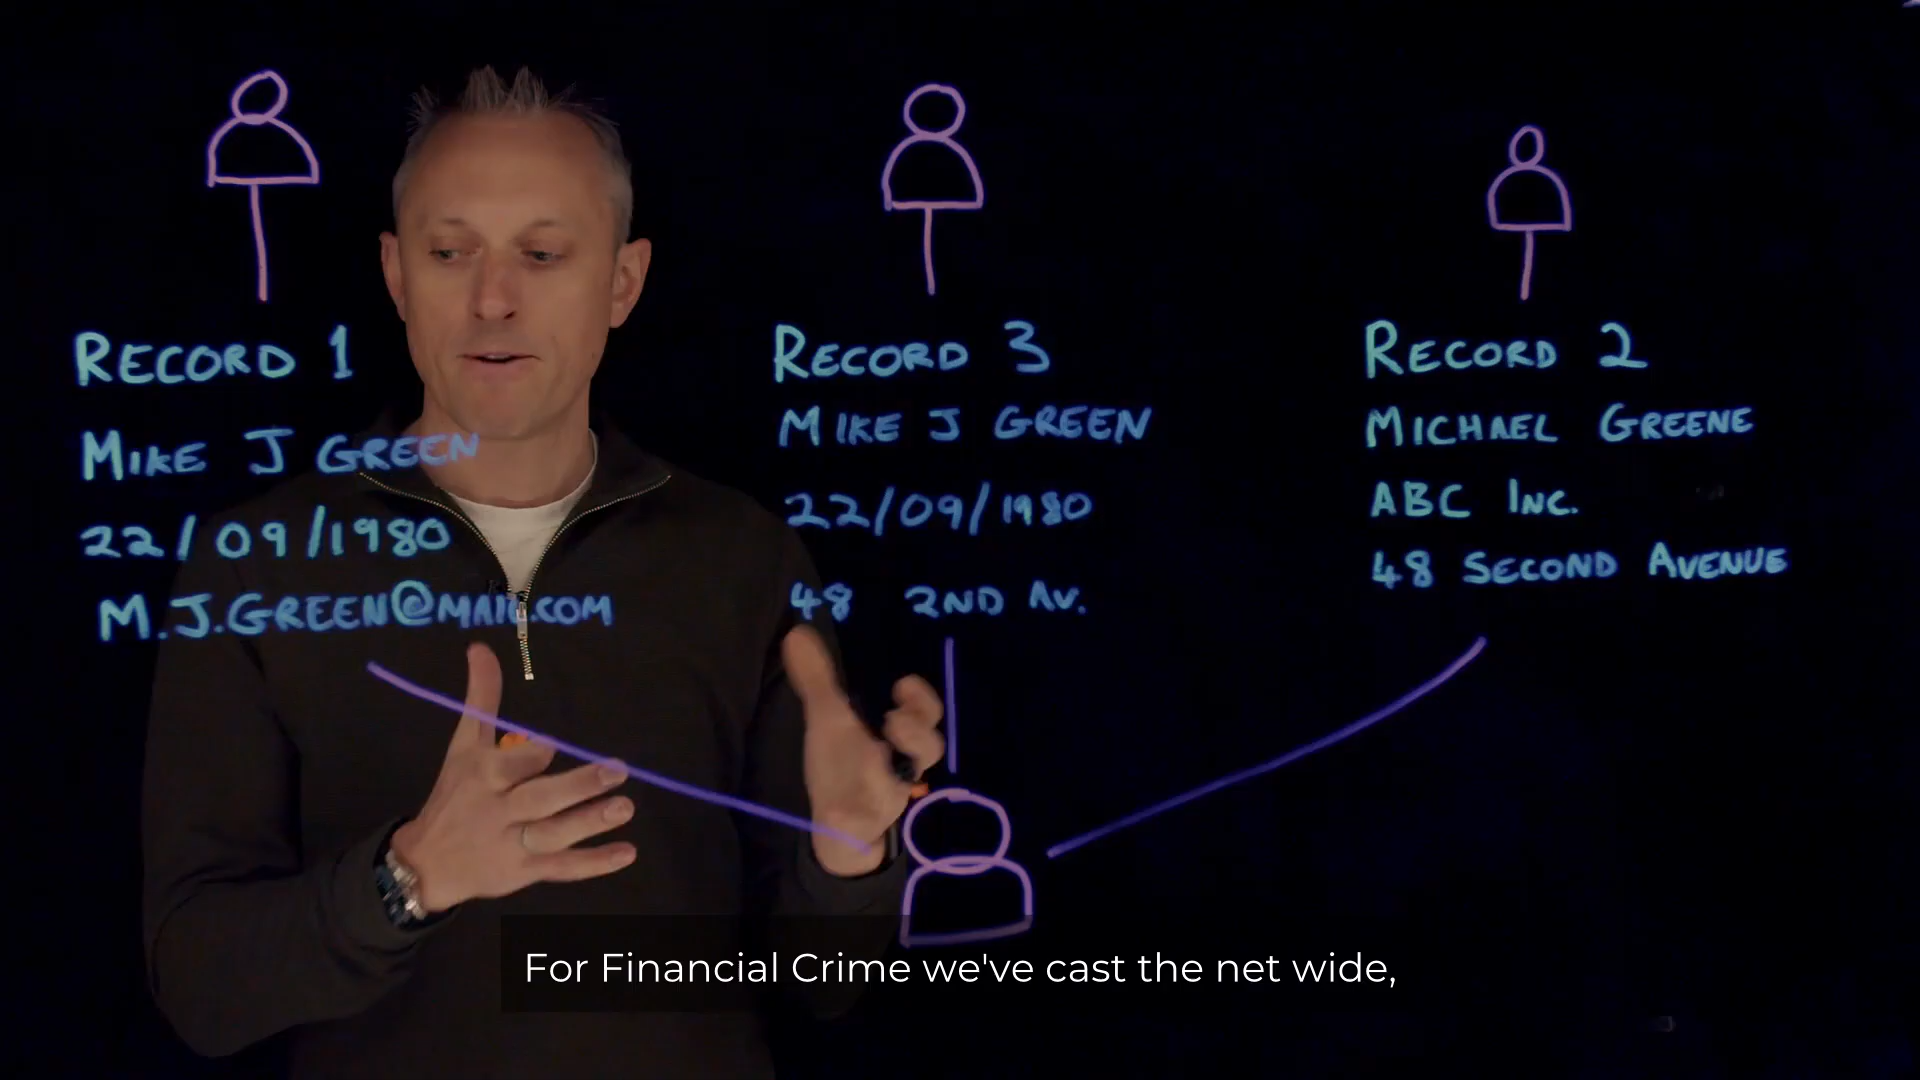 RECORD 1
MIKE J GREEN
22/09/1980
M.J.GREEN@MAIL.COM
RECORD 3
MIKE J GREEN
22/09/1980
48 2ND AV.
RECORD 2
MICHAEL GREENE
ABC INC.
48 SECOND AVENUE
For Financial Crime we've cast the net wide,